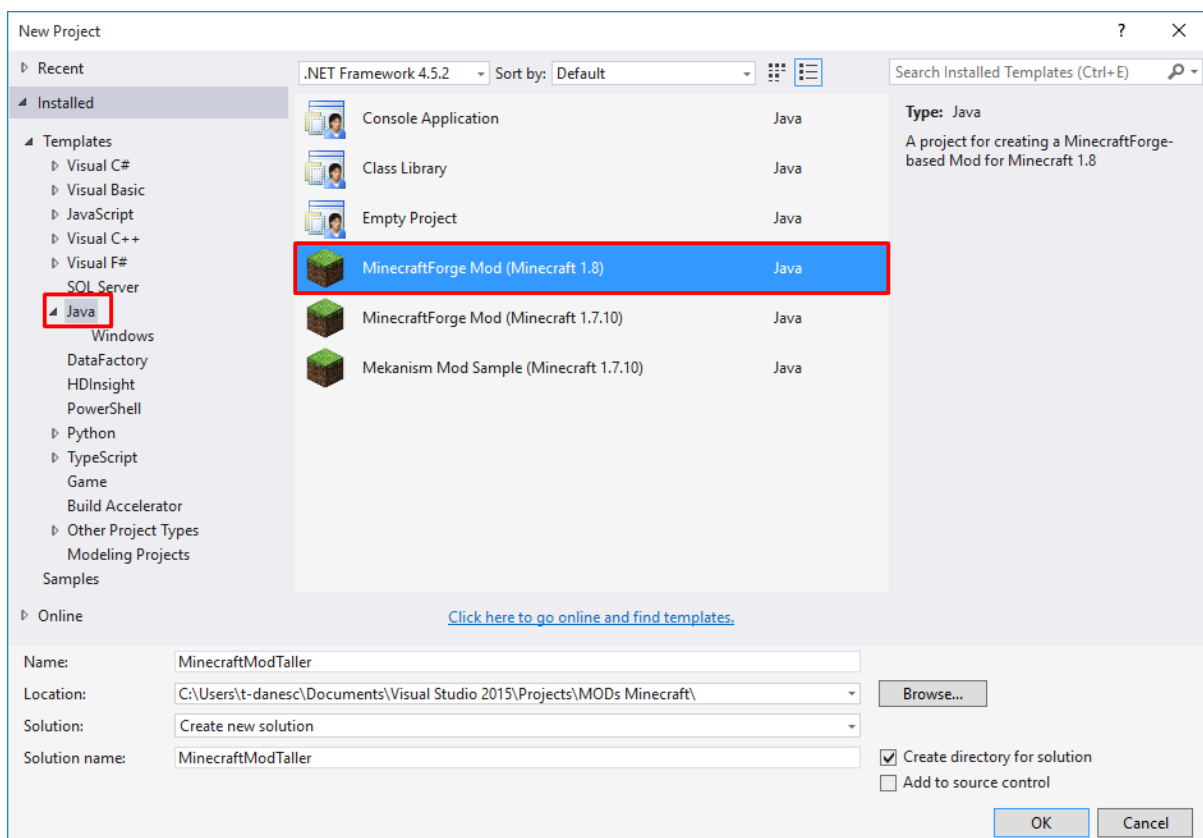 New Project
?
Recent
.NET Framework 4.5.2
Sort by:
Default
Search Installed Templates (Ctrl+E)
Installed
Templates
Visual C#
Visual Basic
JavaScript
Visual C++
Visual F#
SQL Server
Java
Windows
DataFactory
HDInsight
PowerShell
Python
TypeScript
Game
Build Accelerator
Other Project Types
Modeling Projects
Samples
Online
Console Application Java
Class Library Java
Empty Project Java
MinecraftForge Mod (Minecraft 1.8) Java
MinecraftForge Mod (Minecraft 1.7.10) Java
Mekanism Mod Sample (Minecraft 1.7.10) Java
Click here to go online and find templates.
Type: Java
A project for creating a MinecraftForge-
based Mod for Minecraft 1.8
Name: MinecraftModTaller
Location: C:\Users\t-danesc\Documents\Visual Studio 2015\Projects\MODs Minecraft\
Browse...
Solution: Create new solution
Solution name: MinecraftModTaller
Create directory for solution
Add to source control
OK
Cancel